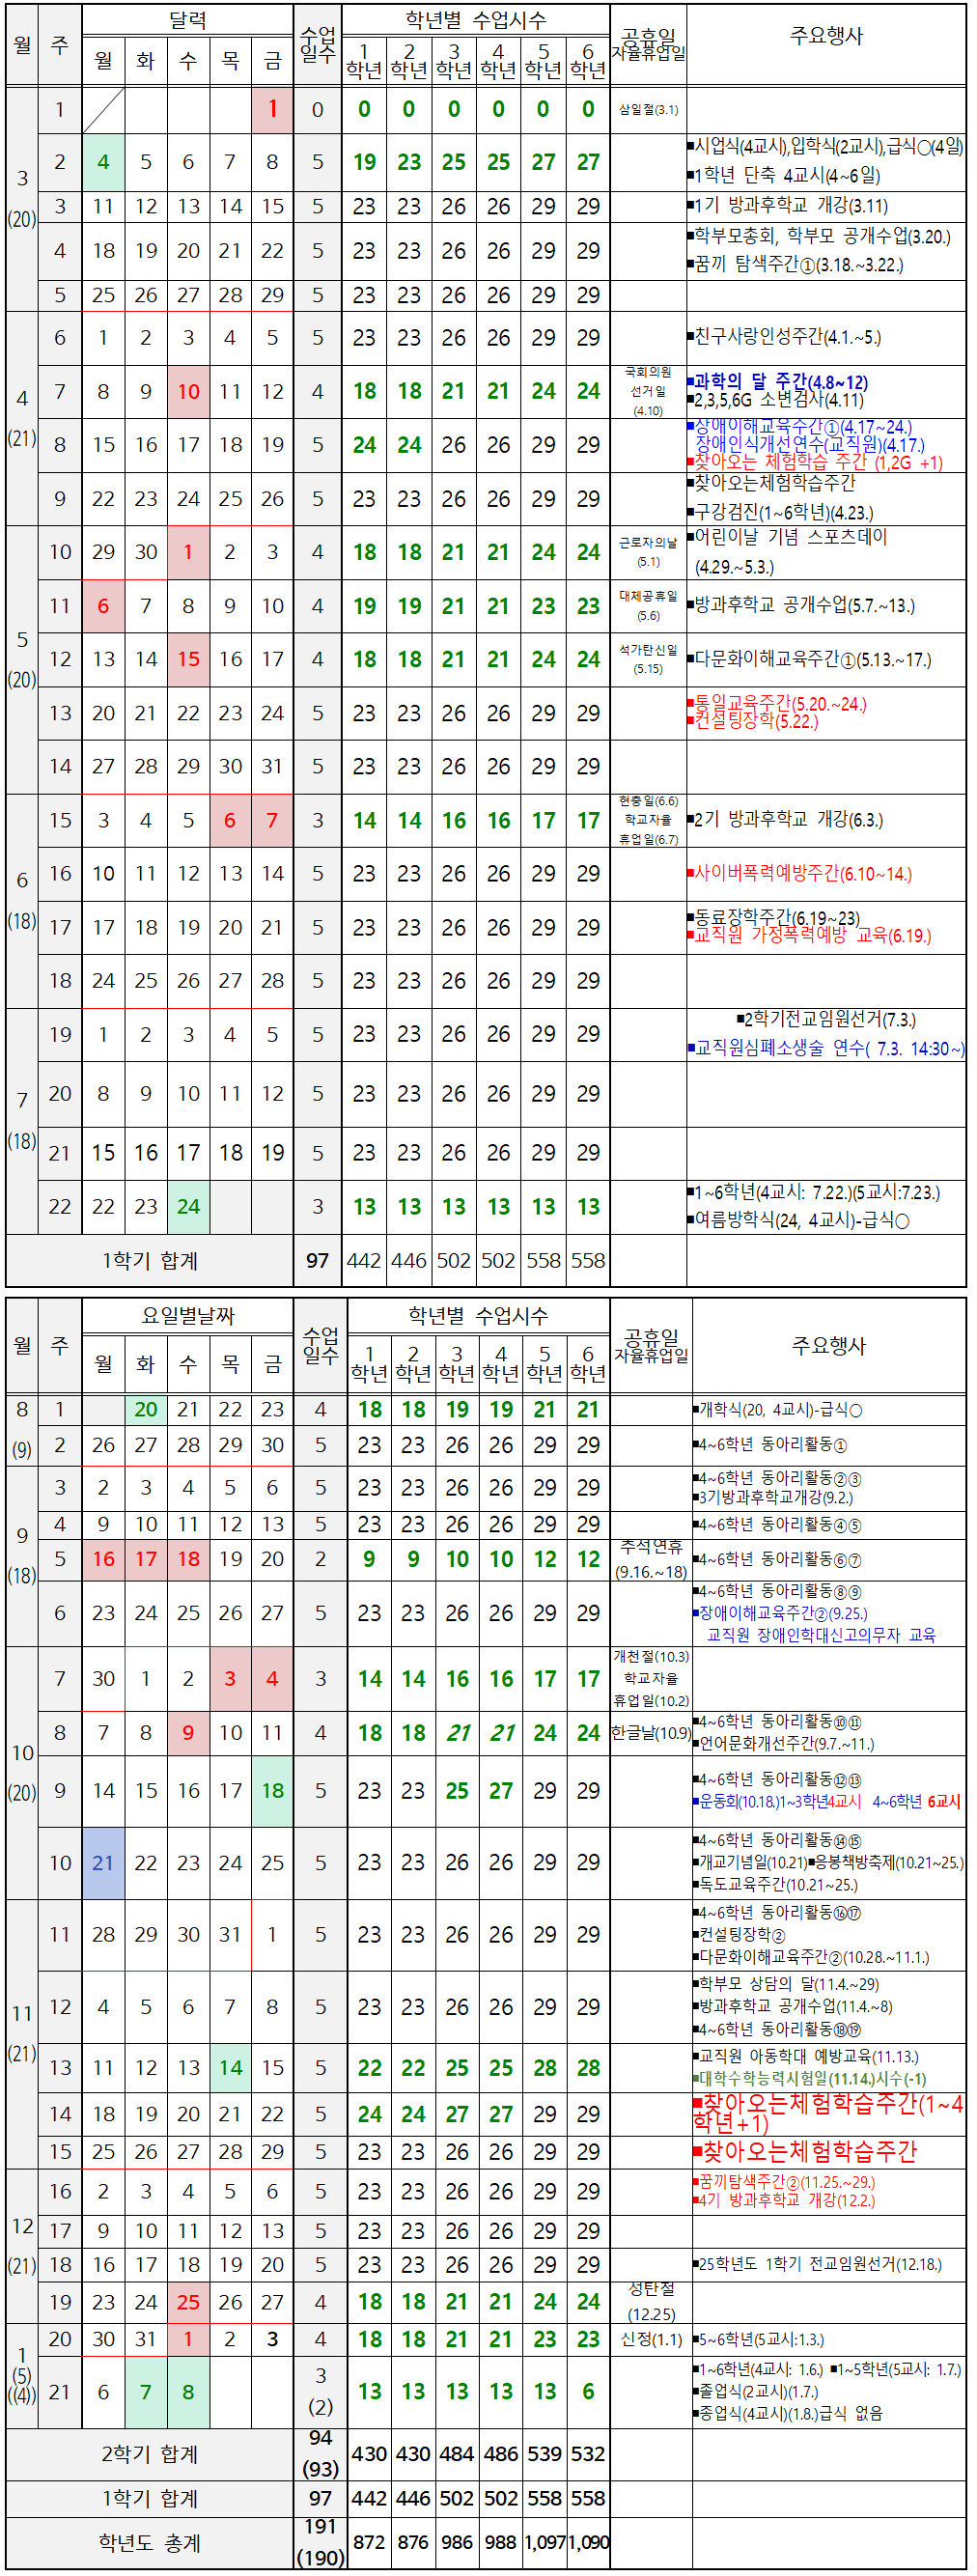 월 주 달력 수업일수 학년별 수업시수 공휴일 자율휴업일 주요행사
월 화 수 목 금 1학년 2학년 3학년 4학년 5학년 6학년
3 (20)
1 1 0 0 0 0 0 0 0 삼일절(3.1)
2 4 5 6 7 8 5 19 23 25 25 27 27 ■시업식(4교시),입학식(2교시),급식○(4일)
■1학년 단축 4교시(4~6일)
3 11 12 13 14 15 5 23 23 26 26 29 29 ■1기 방과후학교 개강(3.11)
4 18 19 20 21 22 5 23 23 26 26 29 29 ■학부모총회, 학부모 공개수업(3.20.)
■꿈끼 탐색주간①(3.18.~3.22.)
5 25 26 27 28 29 5 23 23 26 26 29 29
4 (21)
6 1 2 3 4 5 5 23 23 26 26 29 29 ■친구사랑인성주간(4.1.~5.)
7 8 9 10 11 12 4 18 18 21 21 24 24 국회의원 선거일 (4.10) ■과학의 달 주간(4.8~12)
■2,3,5,6G 소변검사(4.11)
8 15 16 17 18 19 5 24 24 26 26 29 29 ■장애이해교육주간①(4.17~24.)
장애인식개선연수(교직원)(4.17.)
■찾아오는 체험학습 주간 (1,2G +1)
9 22 23 24 25 26 5 23 23 26 26 29 29 ■찾아오는체험학습주간
■구강검진(1~6학년)(4.23.)
5 (20)
10 29 30 1 2 3 4 18 18 21 21 24 24 근로자의날 (5.1) ■어린이날 기념 스포츠데이
(4.29.~5.3.)
11 6 7 8 9 10 4 19 19 21 21 23 23 대체공휴일 (5.6) ■방과후학교 공개수업(5.7.~13.)
12 13 14 15 16 17 4 18 18 21 21 24 24 석가탄신일 (5.15) ■다문화이해교육주간①(5.13.~17.)
13 20 21 22 23 24 5 23 23 26 26 29 29 ■통일교육주간(5.20.~24.)
■컨설팅장학(5.22.)
14 27 28 29 30 31 5 23 23 26 26 29 29
6 (18)
15 3 4 5 6 7 3 14 14 16 16 17 17 현충일(6.6) 학교자율 휴업일(6.7) ■2기 방과후학교 개강(6.3.)
16 10 11 12 13 14 5 23 23 26 26 29 29 ■사이버폭력예방주간(6.10~14.)
17 17 18 19 20 21 5 23 23 26 26 29 29 ■동료장학주간(6.19~23)
■교직원 가정폭력예방 교육(6.19.)
18 24 25 26 27 28 5 23 23 26 26 29 29
7 (18)
19 1 2 3 4 5 5 23 23 26 26 29 29 ■2학기전교임원선거(7.3.)
■교직원심폐소생술 연수( 7.3. 14:30~)
20 8 9 10 11 12 5 23 23 26 26 29 29
21 15 16 17 18 19 5 23 23 26 26 29 29
22 22 23 24 3 13 13 13 13 13 13 ■1~6학년(4교시: 7.22.)(5교시:7.23.)
■여름방학식(24, 4교시)-급식○
1학기 합계 97 442 446 502 502 558 558
월 주 요일별날짜 수업일수 학년별 수업시수 공휴일 자율휴업일 주요행사
월 화 수 목 금 1학년 2학년 3학년 4학년 5학년 6학년
8 (9)
1 20 21 22 23 4 18 18 19 19 21 21 ■개학식(20, 4교시)-급식○
2 26 27 28 29 30 5 23 23 26 26 29 29 ■4~6학년 동아리활동①
9 (18)
3 2 3 4 5 6 5 23 23 26 26 29 29 ■4~6학년 동아리활동②③
■3기방과후학교개강(9.2.)
4 9 10 11 12 13 5 23 23 26 26 29 29 ■4~6학년 동아리활동④⑤
5 16 17 18 19 20 2 9 9 10 10 12 12 추석연휴 (9.16.~18) ■4~6학년 동아리활동⑥⑦
6 23 24 25 26 27 5 23 23 26 26 29 29 ■4~6학년 동아리활동⑧⑨
■장애이해교육주간②(9.25.)
교직원 장애인학대신고의무자 교육
10 (20)
7 30 1 2 3 4 3 14 14 16 16 17 17 개천절(10.3) 학교자율 휴업일(10.2)
8 7 8 9 10 11 4 18 18 21 21 24 24 한글날(10.9) ■4~6학년 동아리활동⑩⑪
■언어문화개선주간(9.7.~11.)
9 14 15 16 17 18 5 23 23 25 27 29 29 ■4~6학년 동아리활동⑫⑬
■운동회(10.18.)1~3학년4교시 4~6학년 6교시
10 21 22 23 24 25 5 23 23 26 26 29 29 ■4~6학년 동아리활동⑭⑮
■개교기념일(10.21)■응봉책방축제(10.21~25.)
■독도교육주간(10.21~25.)
11 (21)
11 28 29 30 31 1 5 23 23 26 26 29 29 ■4~6학년 동아리활동⑯⑰
■컨설팅장학②
■다문화이해교육주간②(10.28.~11.1.)
12 4 5 6 7 8 5 23 23 26 26 29 29 ■학부모 상담의 달(11.4.~29)
■방과후학교 공개수업(11.4.~8)
■4~6학년 동아리활동⑱⑲
13 11 12 13 14 15 5 22 22 25 25 28 28 ■교직원 아동학대 예방교육(11.13.)
■대학수학능력시험일(11.14.)시수(-1)
14 18 19 20 21 22 5 24 24 27 27 29 29 ■찾아오는체험학습주간(1~4
학년+1)
15 25 26 27 28 29 5 23 23 26 26 29 29 ■찾아오는체험학습주간
12 (21)
16 2 3 4 5 6 5 23 23 26 26 29 29 ■꿈끼탐색주간②(11.25.~29.)
■4기 방과후학교 개강(12.2.)
17 9 10 11 12 13 5 23 23 26 26 29 29
18 16 17 18 19 20 5 23 23 26 26 29 29 ■25학년도 1학기 전교임원선거(12.18.)
19 23 24 25 26 27 4 18 18 21 21 24 24 성탄절 (12.25)
1 (5) ((4))
20 30 31 1 2 3 4 18 18 21 21 23 23 신정(1.1) ■5~6학년(5교시:1.3.)
21 6 7 8 3 (2) 13 13 13 13 13 6 ■1~6학년(4교시: 1.6.) ■1~5학년(5교시: 1.7.)
■졸업식(2교시)(1.7.)
■종업식(4교시)(1.8.)급식 없음
2학기 합계 94 (93) 430 430 484 486 539 532
1학기 합계 97 442 446 502 502 558 558
학년도 총계 191 (190) 872 876 986 988 1,097 1,090